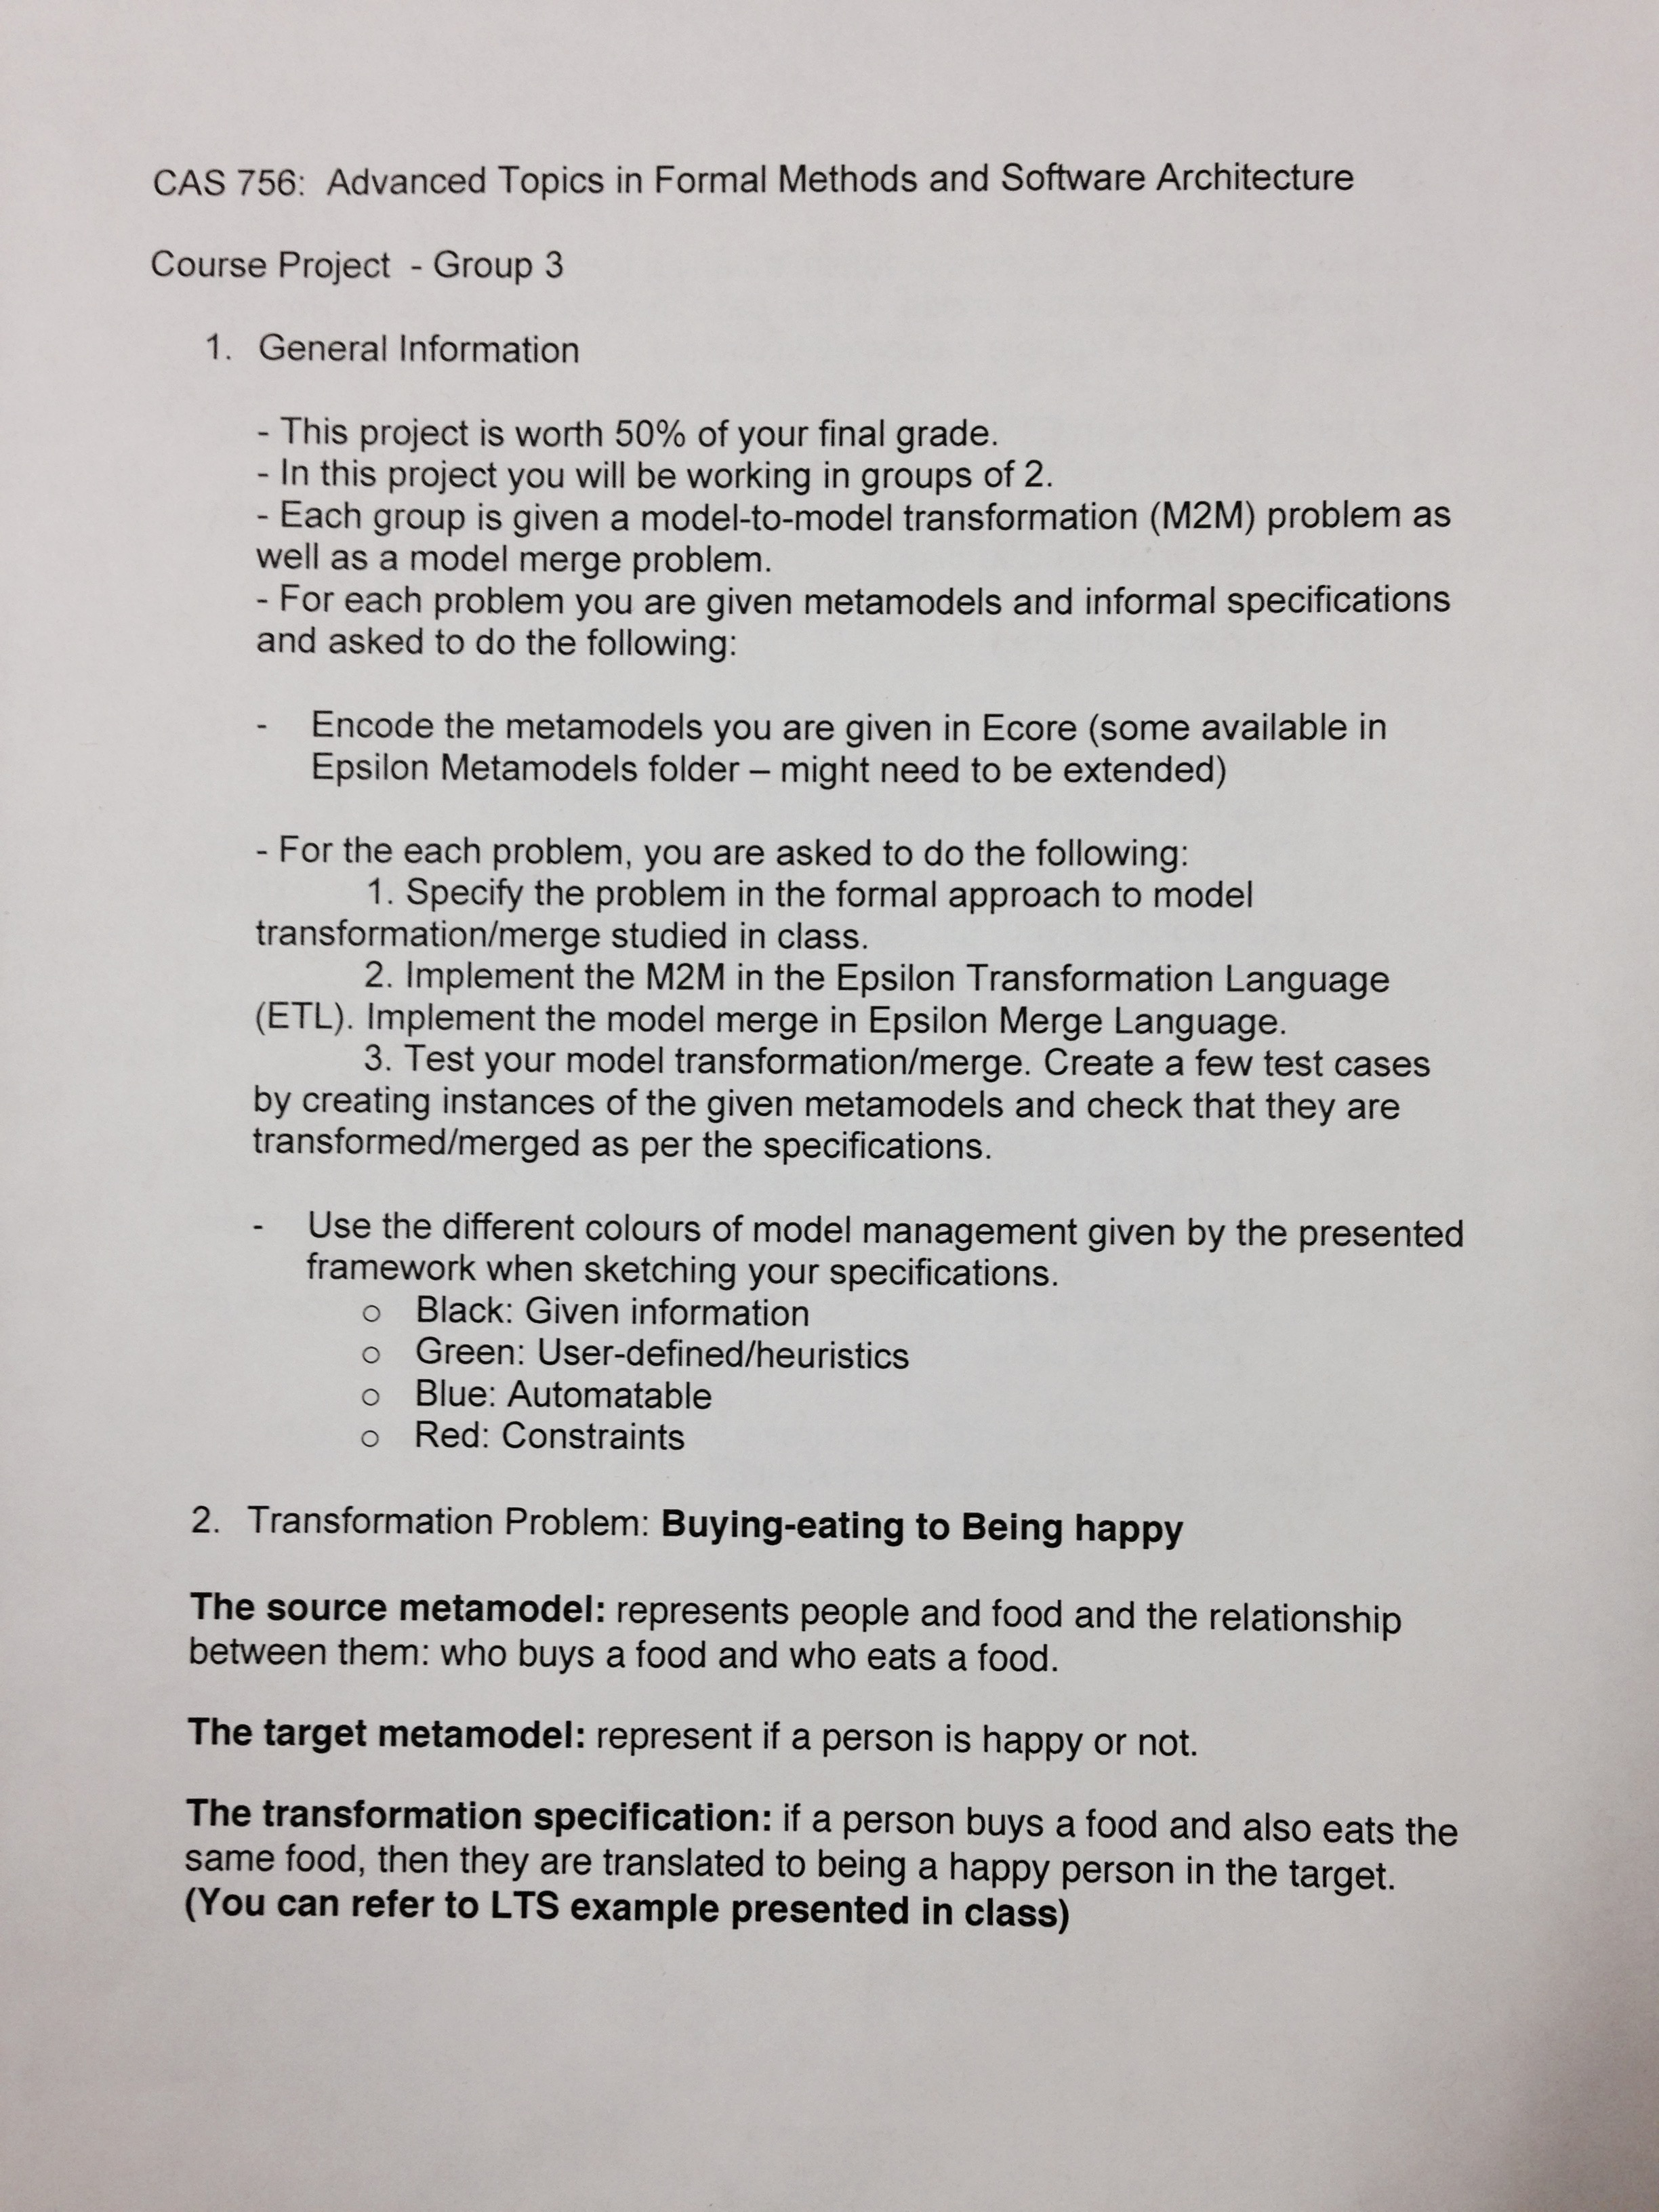 CAS 756:  Advanced Topics in Formal Methods and Software Architecture
Course Project  - Group 3
1.  General Information
- This project is worth 50% of your final grade.
- In this project you will be working in groups of 2.
- Each group is given a model-to-model transformation (M2M) problem as
well as a model merge problem.
- For each problem you are given metamodels and informal specifications
and asked to do the following:
-  Encode the metamodels you are given in Ecore (some available in
Epsilon Metamodels folder – might need to be extended)
- For the each problem, you are asked to do the following:
1. Specify the problem in the formal approach to model
transformation/merge studied in class.
2. Implement the M2M in the Epsilon Transformation Language
(ETL). Implement the model merge in Epsilon Merge Language.
3. Test your model transformation/merge. Create a few test cases
by creating instances of the given metamodels and check that they are
transformed/merged as per the specifications.
-  Use the different colours of model management given by the presented
framework when sketching your specifications.
o  Black: Given information
o  Green: User-defined/heuristics
o  Blue: Automatable
o  Red: Constraints
2.  Transformation Problem: Buying-eating to Being happy
The source metamodel: represents people and food and the relationship
between them: who buys a food and who eats a food.
The target metamodel: represent if a person is happy or not.
The transformation specification: if a person buys a food and also eats the
same food, then they are translated to being a happy person in the target.
(You can refer to LTS example presented in class)